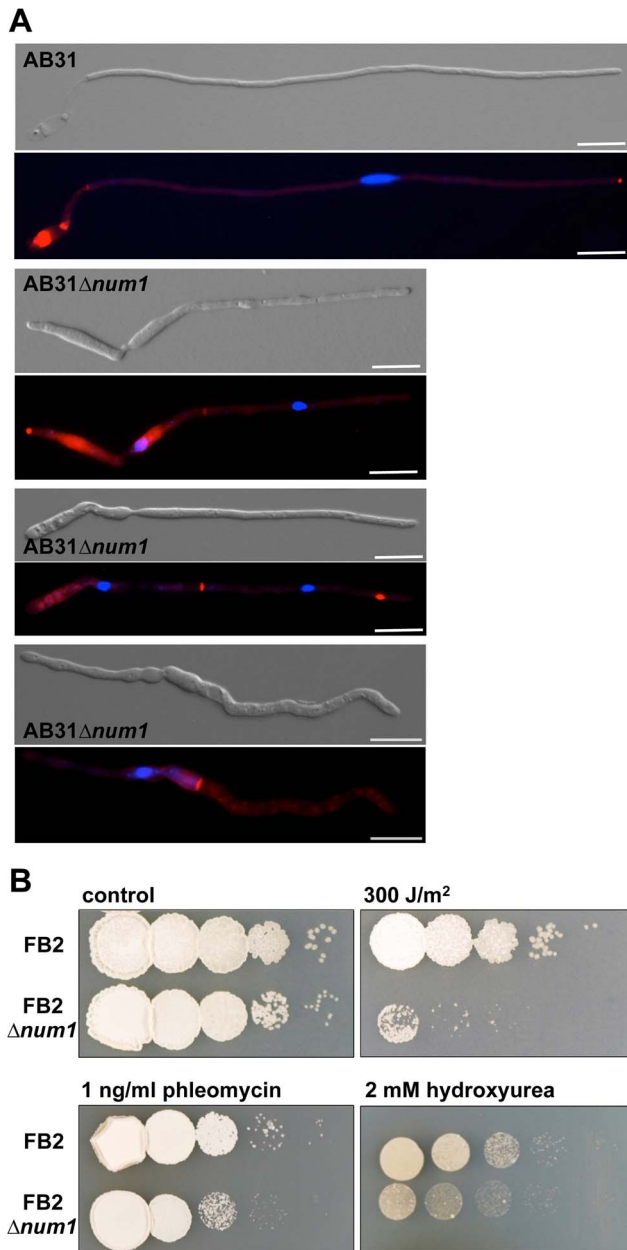 A
AB31
AB31Δnum1
AB31Δnum1
AB31Δnum1
B
control
300 J/m²
FB2
FB2
Δnum1
1 ng/ml phleomycin
2 mM hydroxyurea
FB2
FB2
Δnum1